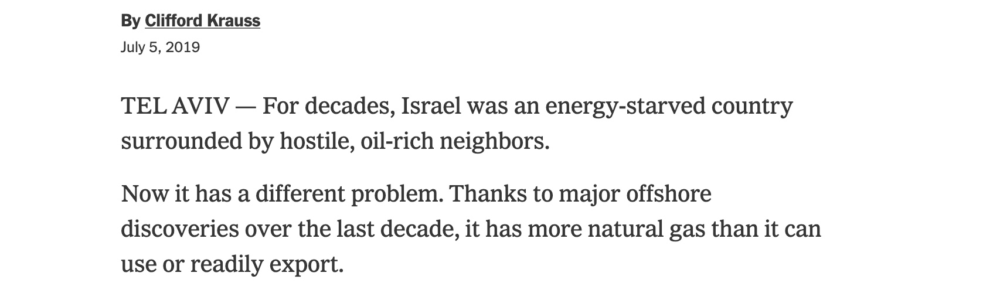 By Clifford Krauss
July 5, 2019
TEL AVIV — For decades, Israel was an energy-starved country
surrounded by hostile, oil-rich neighbors.
Now it has a different problem. Thanks to major offshore
discoveries over the last decade, it has more natural gas than it can
use or readily export.